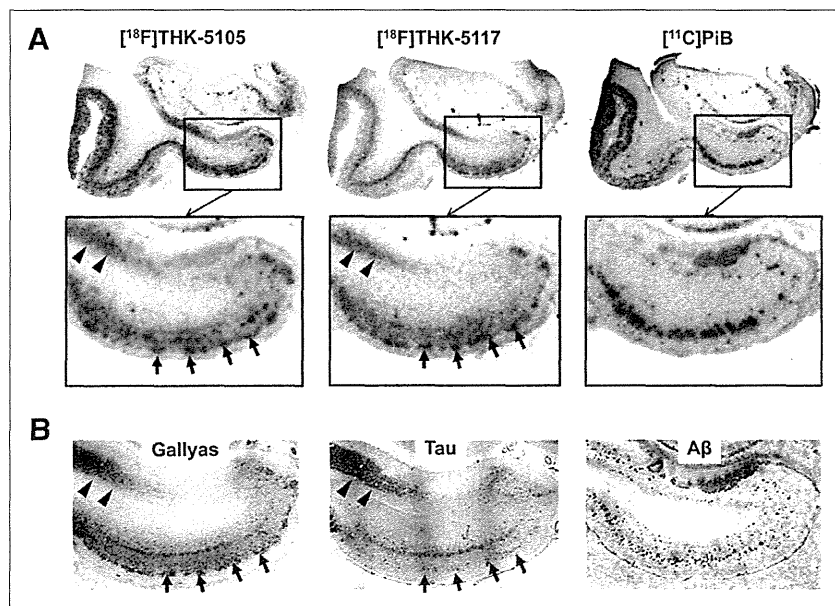 A
[¹⁸F]THK-5105 [¹⁸F]THK-5117 [¹¹C]PiB
B
Gallyas Tau Aβ